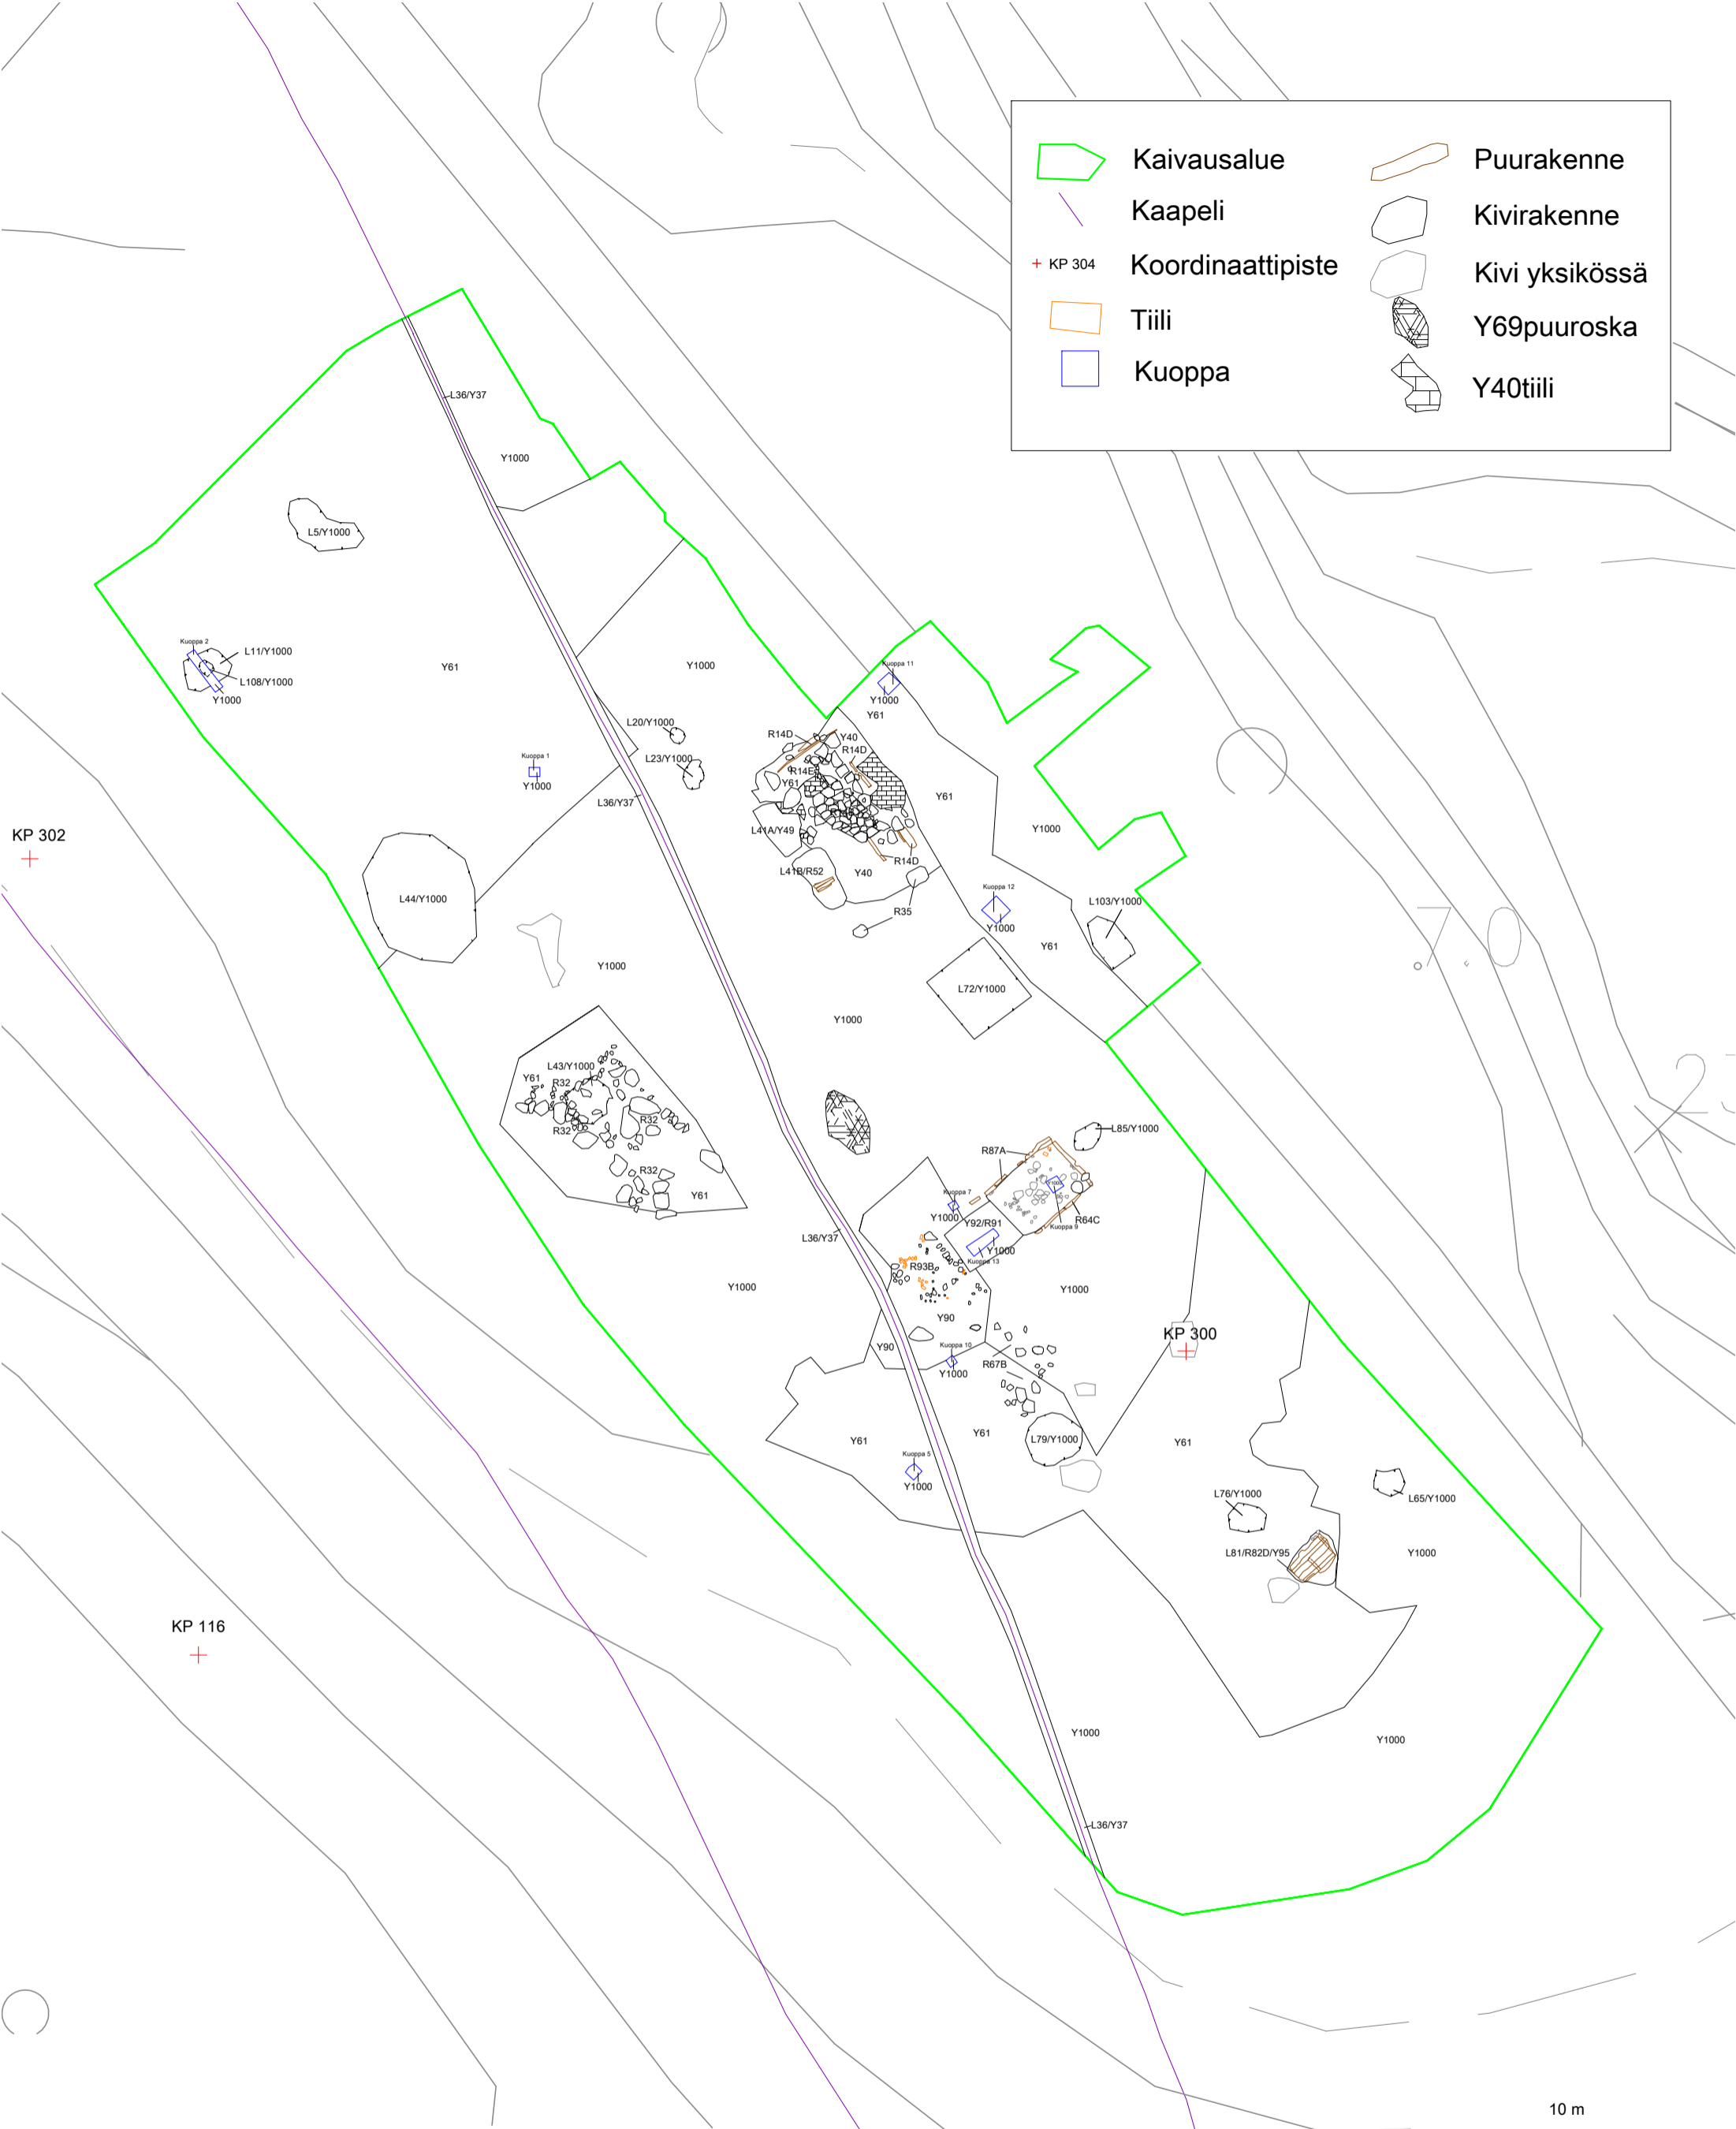 Kaivausalue
Puurakenne
Kaapeli
Kivirakenne
KP 304
Koordinaattipiste
Kivi yksikössä
Tiili
Y69puuroska
Kuoppa
Y40tiili
L36/Y37
Y1000
L5/Y1000
Kuoppa 2
L11/Y1000
L108/Y1000
Y1000
Y61
Y1000
Kuoppa 11
Y1000
Y61
L20/Y1000
R14D
Y40
R14D
Kuoppa 1
Y1000
L23/Y1000
R14E
Y61
L36/Y37
Y61
KP 302
L41A/Y49
Y1000
L41B/R52
Y40
R14D
L44/Y1000
R35
Kuoppa 12
Y1000
L103/Y1000
Y61
7.0
Y1000
L72/Y1000
Y1000
L43/Y1000
Y61
R32
R32
R32
R32
Y61
L85/Y1000
R87A
Kuoppa 7
Y1000
Y92/R91
R64C
Kuoppa 9
L36/Y37
Y1000
Kuoppa 13
R93B
Y1000
Y1000
Y90
KP 300
Y90
Kuoppa 10
Y1000
R67B
Y61
Y61
L79/Y1000
Y61
Kuoppa 5
Y1000
L76/Y1000
L65/Y1000
L81/R82D/Y95
Y1000
KP 116
Y1000
Y1000
L36/Y37
10 m